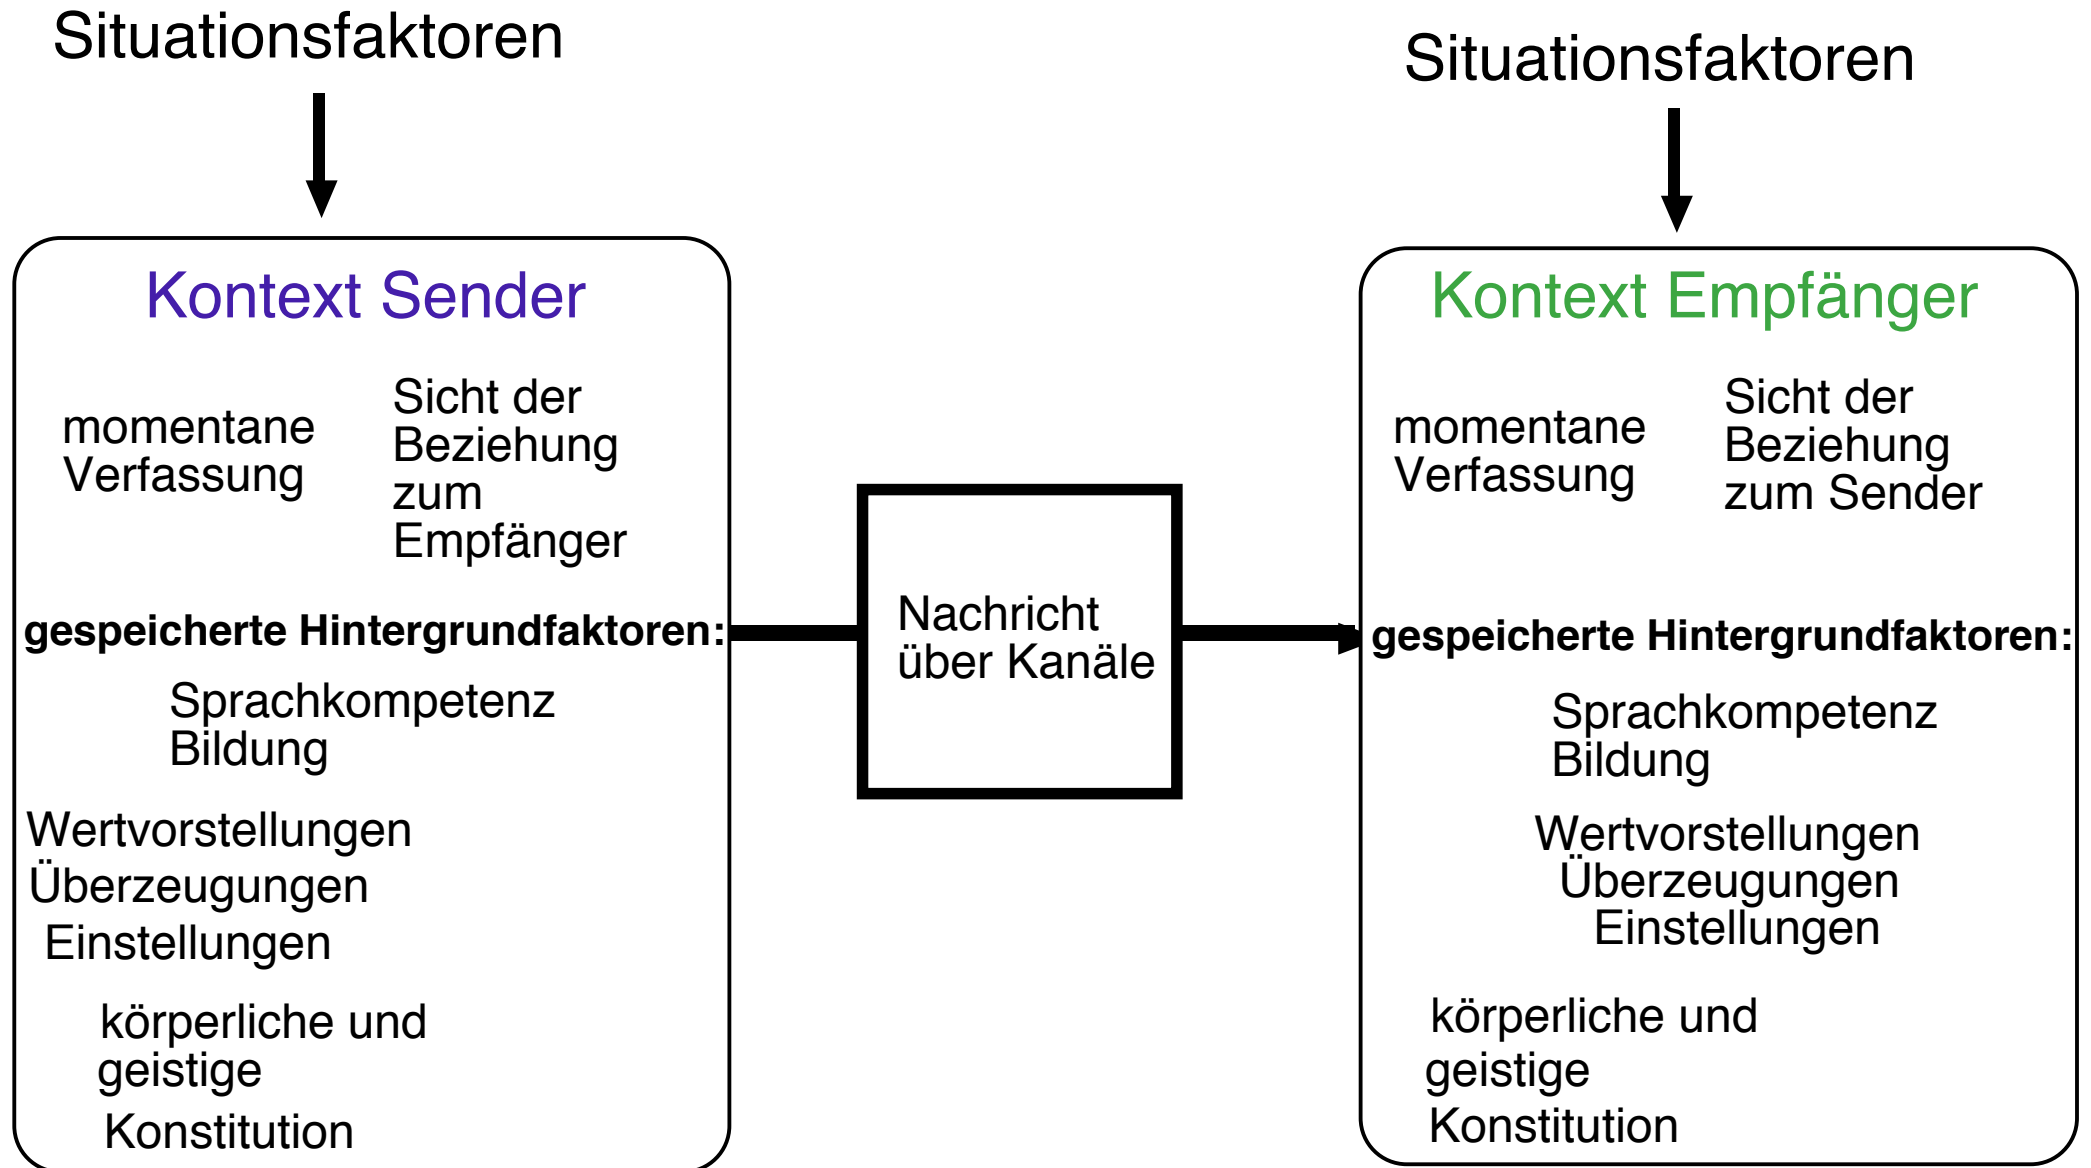 Situationsfaktoren
Kontext Sender
momentane
Verfassung
Sicht der
Beziehung
zum
Empfänger
gespeicherte Hintergrundfaktoren:
Sprachkompetenz
Bildung
Wertvorstellungen
Überzeugungen
Einstellungen
körperliche und
geistige
Konstitution
Nachricht
über Kanäle
Situationsfaktoren
Kontext Empfänger
momentane
Verfassung
Sicht der
Beziehung
zum Sender
gespeicherte Hintergrundfaktoren:
Sprachkompetenz
Bildung
Wertvorstellungen
Überzeugungen
Einstellungen
körperliche und
geistige
Konstitution